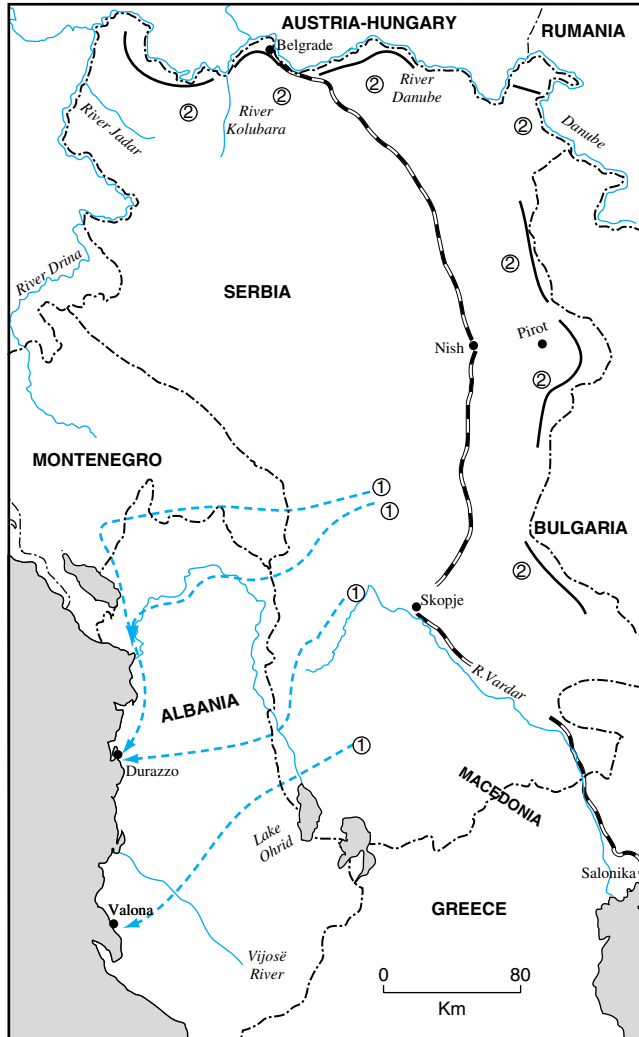 AUSTRIA-HUNGARY
RUMANIA
Belgrade
②
②
River
Kolubara
②
River
Danube
②
Danube
River Jadar
River Drina
SERBIA
②
Nish
Pirot
②
MONTENEGRO
①
①
BULGARIA
②
①
Skopje
R.Vardar
ALBANIA
①
Durazzo
MACEDONIA
Lake
Ohrid
Salonika
Valona
GREECE
Vijosë
River
0 80
Km